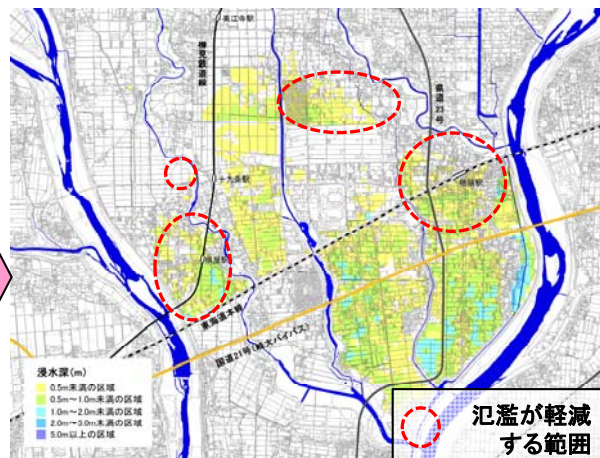 美江寺駅
樽見鉄道線
県道23号
十九条駅
穂積駅
横屋駅
東海道本線
国道21号(岐大バイパス)
浸水深(m)
0.5m未満の区域
0.5m~1.0m未満の区域
1.0m~2.0m未満の区域
2.0m~5.0m未満の区域
5.0m以上の区域
氾濫が軽減
する範囲